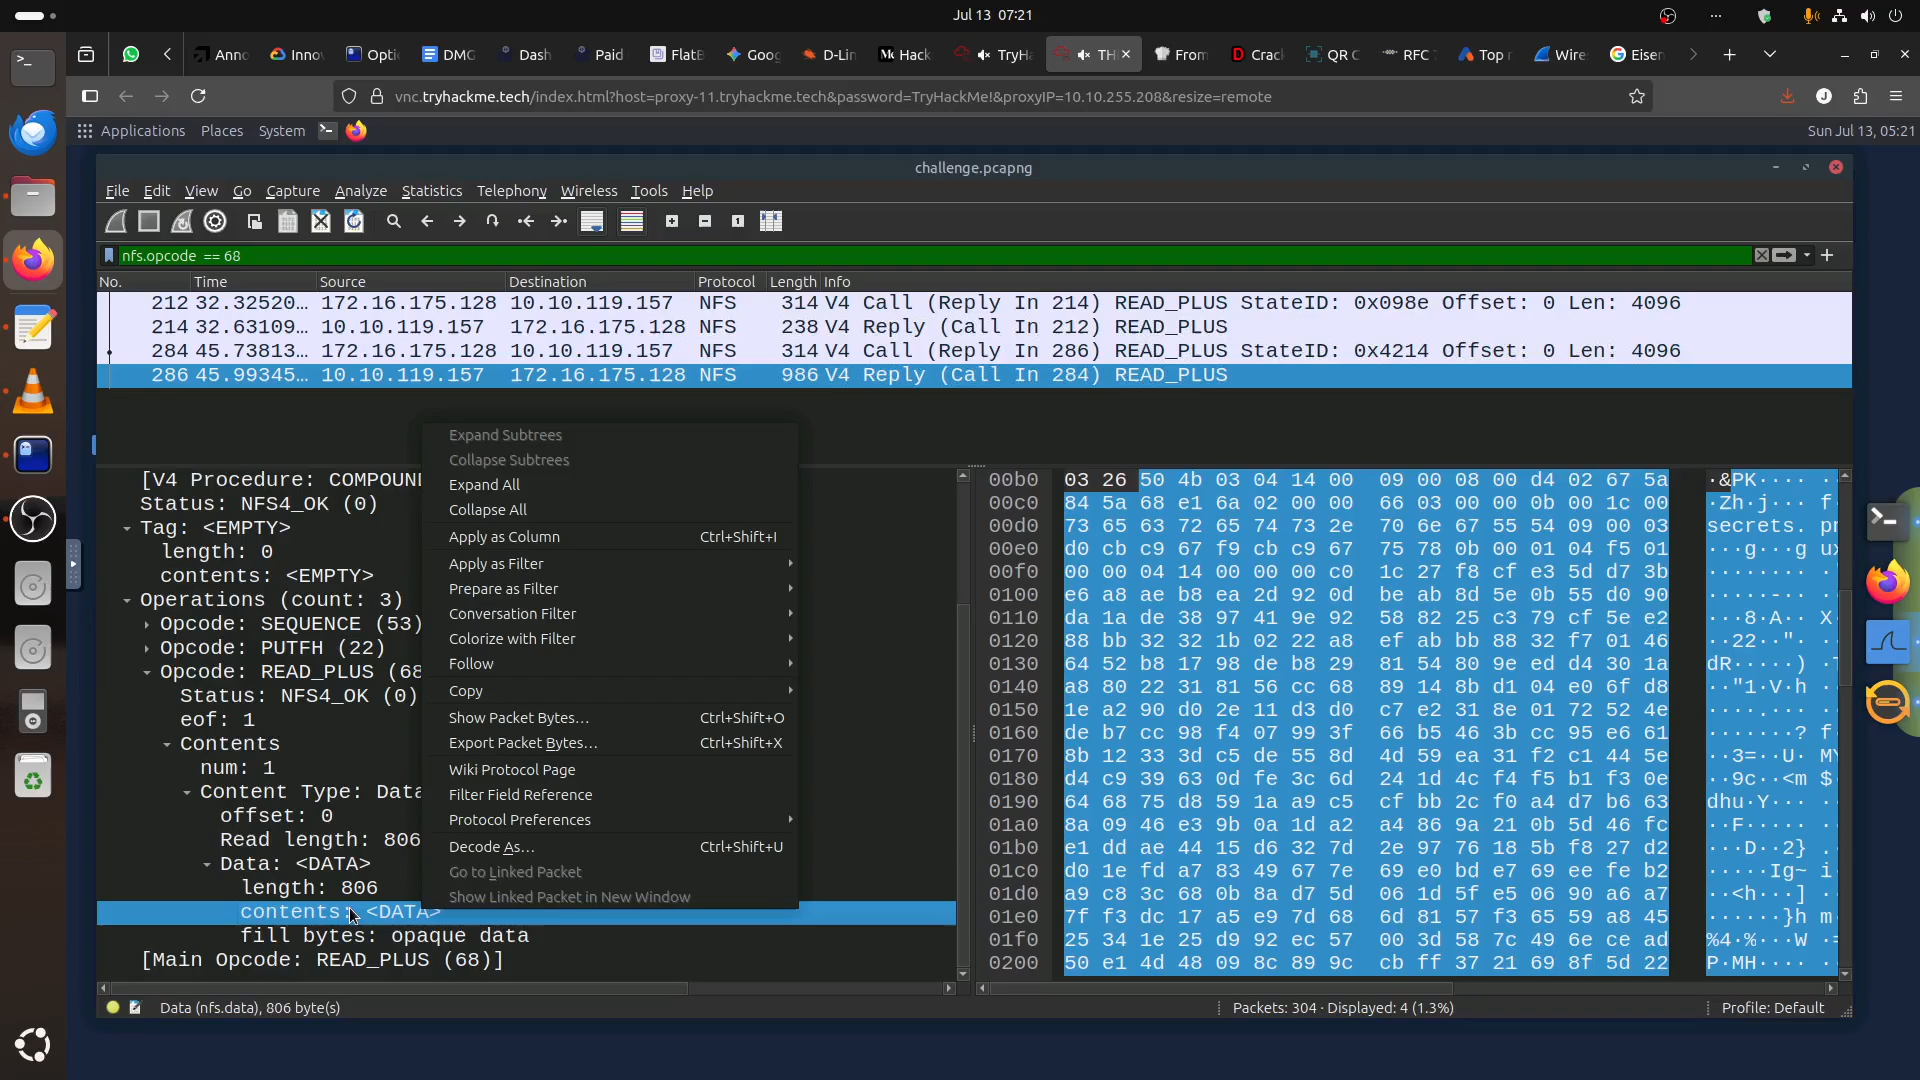 Jul 13 07:21
Anno
Innov
Optic
DMG
Dash
Paid
FlatB
Goog
D-Lin
Hack
TryHa
TH
From
Crac
QR C
RFC
Top r
Wire
Eisen
vnc.tryhackme.tech/index.html?host=proxy-11.tryhackme.tech&password=TryHackMe!&proxyIP=10.10.255.208&resize=remote
Applications Places System
Sun Jul 13, 05:21
challenge.pcapng
File Edit View Go Capture Analyze Statistics Telephony Wireless Tools Help
nfs.opcode == 68
No. Time Source Destination Protocol Length Info
212 32.32520… 172.16.175.128 10.10.119.157 NFS 314 V4 Call (Reply In 214) READ_PLUS StateID: 0x098e Offset: 0 Len: 4096
214 32.63109… 10.10.119.157 172.16.175.128 NFS 238 V4 Reply (Call In 212) READ_PLUS
284 45.73813… 172.16.175.128 10.10.119.157 NFS 314 V4 Call (Reply In 286) READ_PLUS StateID: 0x4214 Offset: 0 Len: 4096
286 45.99345… 10.10.119.157 172.16.175.128 NFS 986 V4 Reply (Call In 284) READ_PLUS
[V4 Procedure: COMPOUND
Status: NFS4_OK (0)
Tag: <EMPTY>
length: 0
contents: <EMPTY>
Operations (count: 3)
Opcode: SEQUENCE (53)
Opcode: PUTFH (22)
Opcode: READ_PLUS (68
Status: NFS4_OK (0)
eof: 1
Contents
num: 1
Content Type: Data
offset: 0
Read length: 806
Data: <DATA>
length: 806
contents: <DATA>
fill bytes: opaque data
[Main Opcode: READ_PLUS (68)]
Expand Subtrees
Collapse Subtrees
Expand All
Collapse All
Apply as Column Ctrl+Shift+I
Apply as Filter
Prepare as Filter
Conversation Filter
Colorize with Filter
Follow
Copy
Show Packet Bytes… Ctrl+Shift+O
Export Packet Bytes… Ctrl+Shift+X
Wiki Protocol Page
Filter Field Reference
Protocol Preferences
Decode As… Ctrl+Shift+U
Go to Linked Packet
Show Linked Packet in New Window
00b0 03 26 50 4b 03 04 14 00 09 00 08 00 d4 02 67 5a ·&PK····
00c0 84 5a 68 e1 6a 02 00 00 66 03 00 00 0b 00 1c 00 ·Zh·j··· f
00d0 73 65 63 72 65 74 73 2e 70 6e 67 55 54 09 00 03 secrets. pn
00e0 d0 cb c9 67 f9 cb c9 67 75 78 0b 00 01 04 f5 01 ···g···g ux
00f0 00 00 04 14 00 00 00 c0 1c 27 f8 cf e3 5d d7 3b ········
0100 e6 a8 ae b8 ea 2d 92 0d be ab 8d 5e 0b 55 d0 90 ·····-··
0110 da 1a de 38 97 41 9e 92 58 82 25 c3 79 cf 5e e2 ···8·A·· X
0120 88 bb 32 32 1b 02 22 a8 ef ab bb 88 32 f7 01 46 ··22··"·
0130 64 52 b8 17 98 de b8 29 81 54 80 9e ed d4 30 1a dR·····) ·T
0140 a8 80 22 31 81 56 cc 68 89 14 8b d1 04 e0 6f d8 ··"1·V·h
0150 1e a2 90 d0 2e 11 d3 d0 c7 e2 31 8e 01 72 52 4e ····.···
0160 de b7 cc 98 f4 07 99 3f 66 b5 46 3b cc 95 e6 61 ·······? f
0170 8b 12 33 3d c5 de 55 8d 4d 59 ea 31 f2 c1 44 5e ··3=··U· MY
0180 d4 c9 39 63 0d fe 3c 6d 24 1d 4c f4 f5 b1 f3 0e ··9c··<m $
0190 64 68 75 d8 59 1a a9 c5 cf bb 2c f0 a4 d7 b6 63 dhu·Y···
01a0 8a 09 46 e3 9b 0a 1d a2 a4 86 9a 21 0b 5d 46 fc ··F·····
01b0 e1 dd ae 44 15 d6 32 7d 2e 97 76 18 5b f8 27 d2 ···D··2} .
01c0 d0 1e fd a7 83 49 67 7e 69 e0 bd e7 69 ee fe b2 ·····Ig~ i
01d0 a9 c8 3c 68 0b 8a d7 5d 06 1d 5f e5 06 90 a6 a7 ··<h···]
01e0 7f f3 dc 17 a5 e9 7d 68 6d 81 57 f3 65 59 a8 45 ······}h m
01f0 25 34 1e 25 d9 92 ec 57 00 3d 58 7c 49 6e ce ad %4·%···W ·=
0200 50 e1 4d 48 09 8c 89 9c cb ff 37 21 69 8f 5d 22 P·MH····
Data (nfs.data), 806 byte(s)
Packets: 304 · Displayed: 4 (1.3%)
Profile: Default